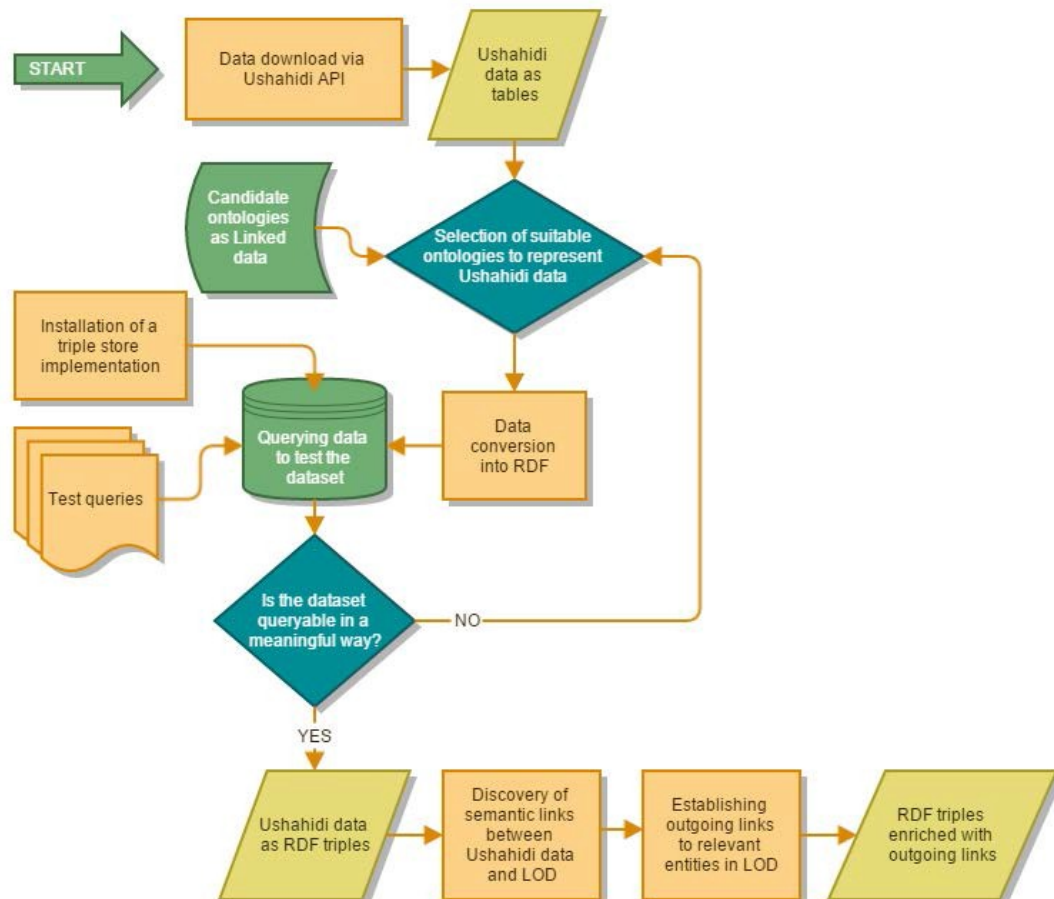 START
Data download via
Ushahidi API
Ushahidi
data as
tables
Candidate
ontologies
as Linked
data
Selection of suitable
ontologies to represent
Ushahidi data
Installation of a
triple store
implementation
Querying data
to test the
dataset
Data
conversion
into RDF
Test queries
Is the dataset
queryable in a
meaningful way?
NO
YES
Ushahidi data
as RDF triples
Discovery of
semantic links
between
Ushahidi data
and LOD
Establishing
outgoing links
to relevant
entities in LOD
RDF triples
enriched with
outgoing links